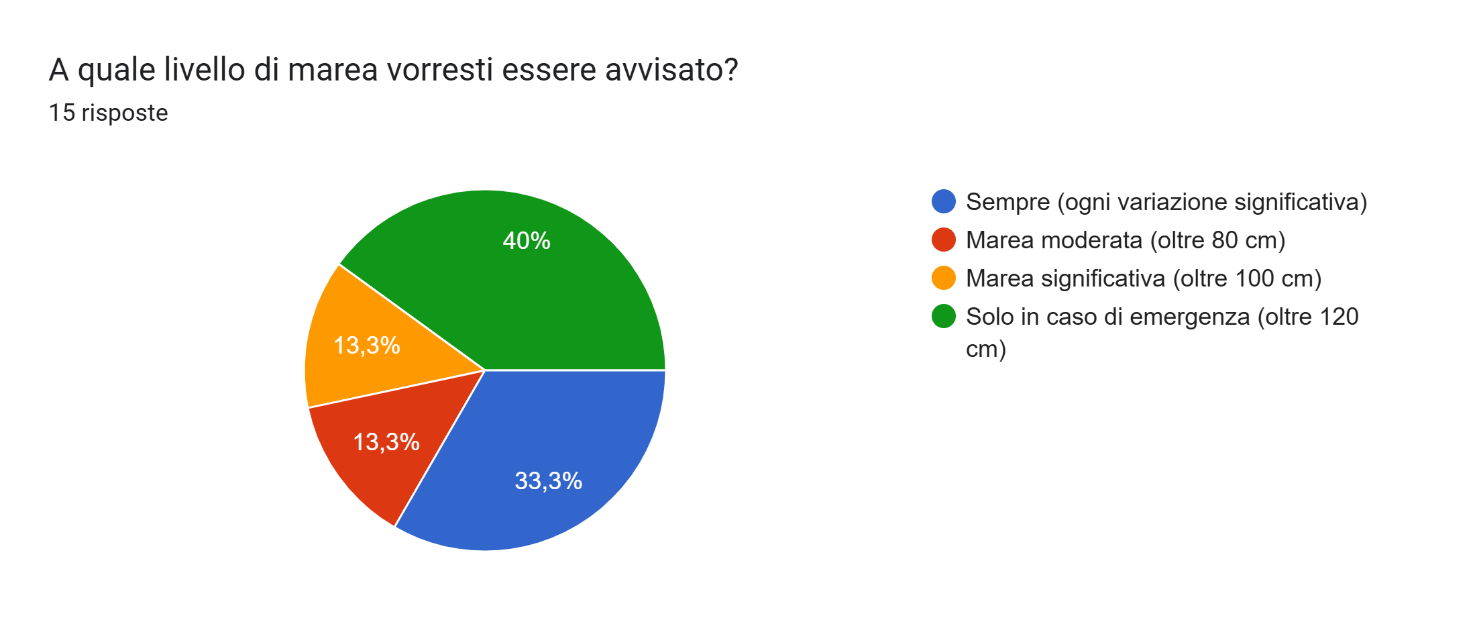 A quale livello di marea vorresti essere avvisato?
15 risposte
40%
13,3%
13,3%
33,3%
Sempre (ogni variazione significativa)
Marea moderata (oltre 80 cm)
Marea significativa (oltre 100 cm)
Solo in caso di emergenza (oltre 120
cm)